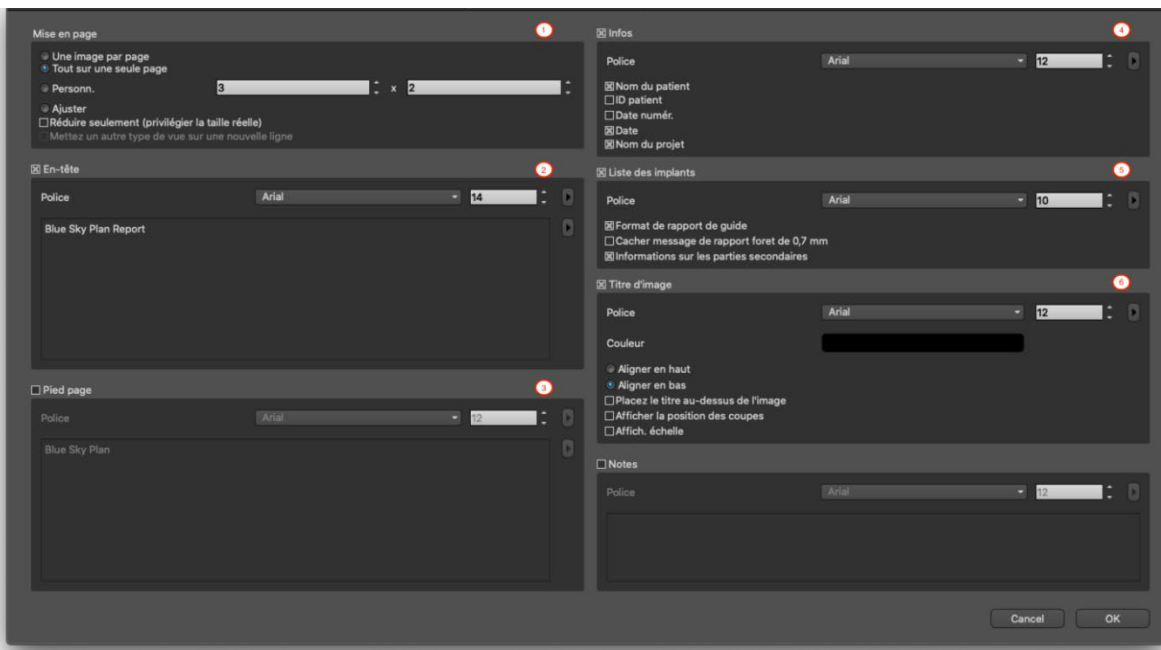 Mise en page
1
Une image par page
Tout sur une seule page
Personn.
3 x 2
Ajuster
Réduire seulement (privilégier la taille réelle)
Mettez un autre type de vue sur une nouvelle ligne
En-tête
2
Police Arial 14
Blue Sky Plan Report
Pied page
3
Police Arial 12
Blue Sky Plan
Infos
4
Police Arial 12
Nom du patient
ID patient
Date numér.
Date
Nom du projet
Liste des implants
5
Police Arial 10
Format de rapport de guide
Cacher message de rapport foret de 0,7 mm
Informations sur les parties secondaires
Titre d'image
6
Police Arial 12
Couleur
Aligner en haut
Aligner en bas
Placez le titre au-dessus de l'image
Afficher la position des coupes
Affich. échelle
Notes
Police Arial 12
Cancel OK